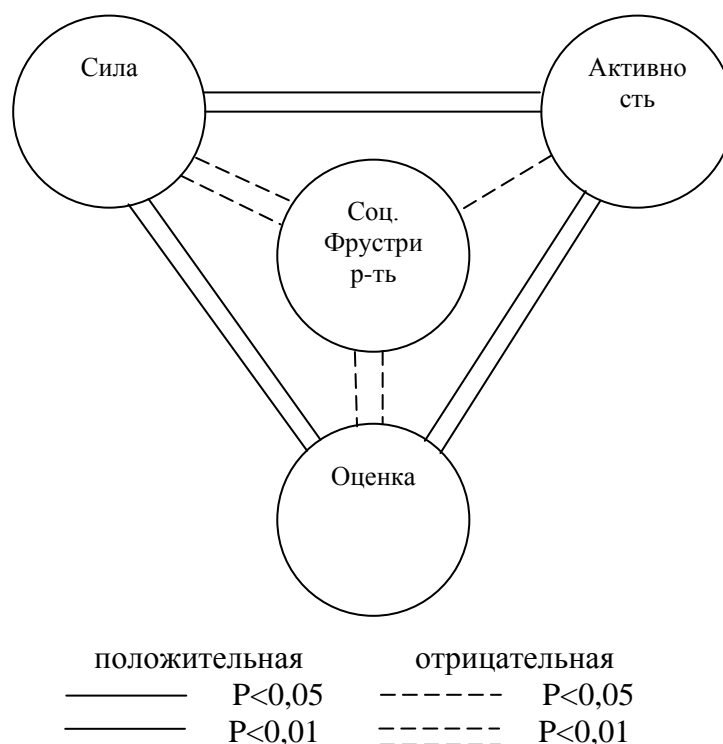 Сила
Активно
сть
Соц.
Фрустри
р-ть
Оценка
положительная отрицательная
P<0,05 P<0,05
P<0,01 P<0,01